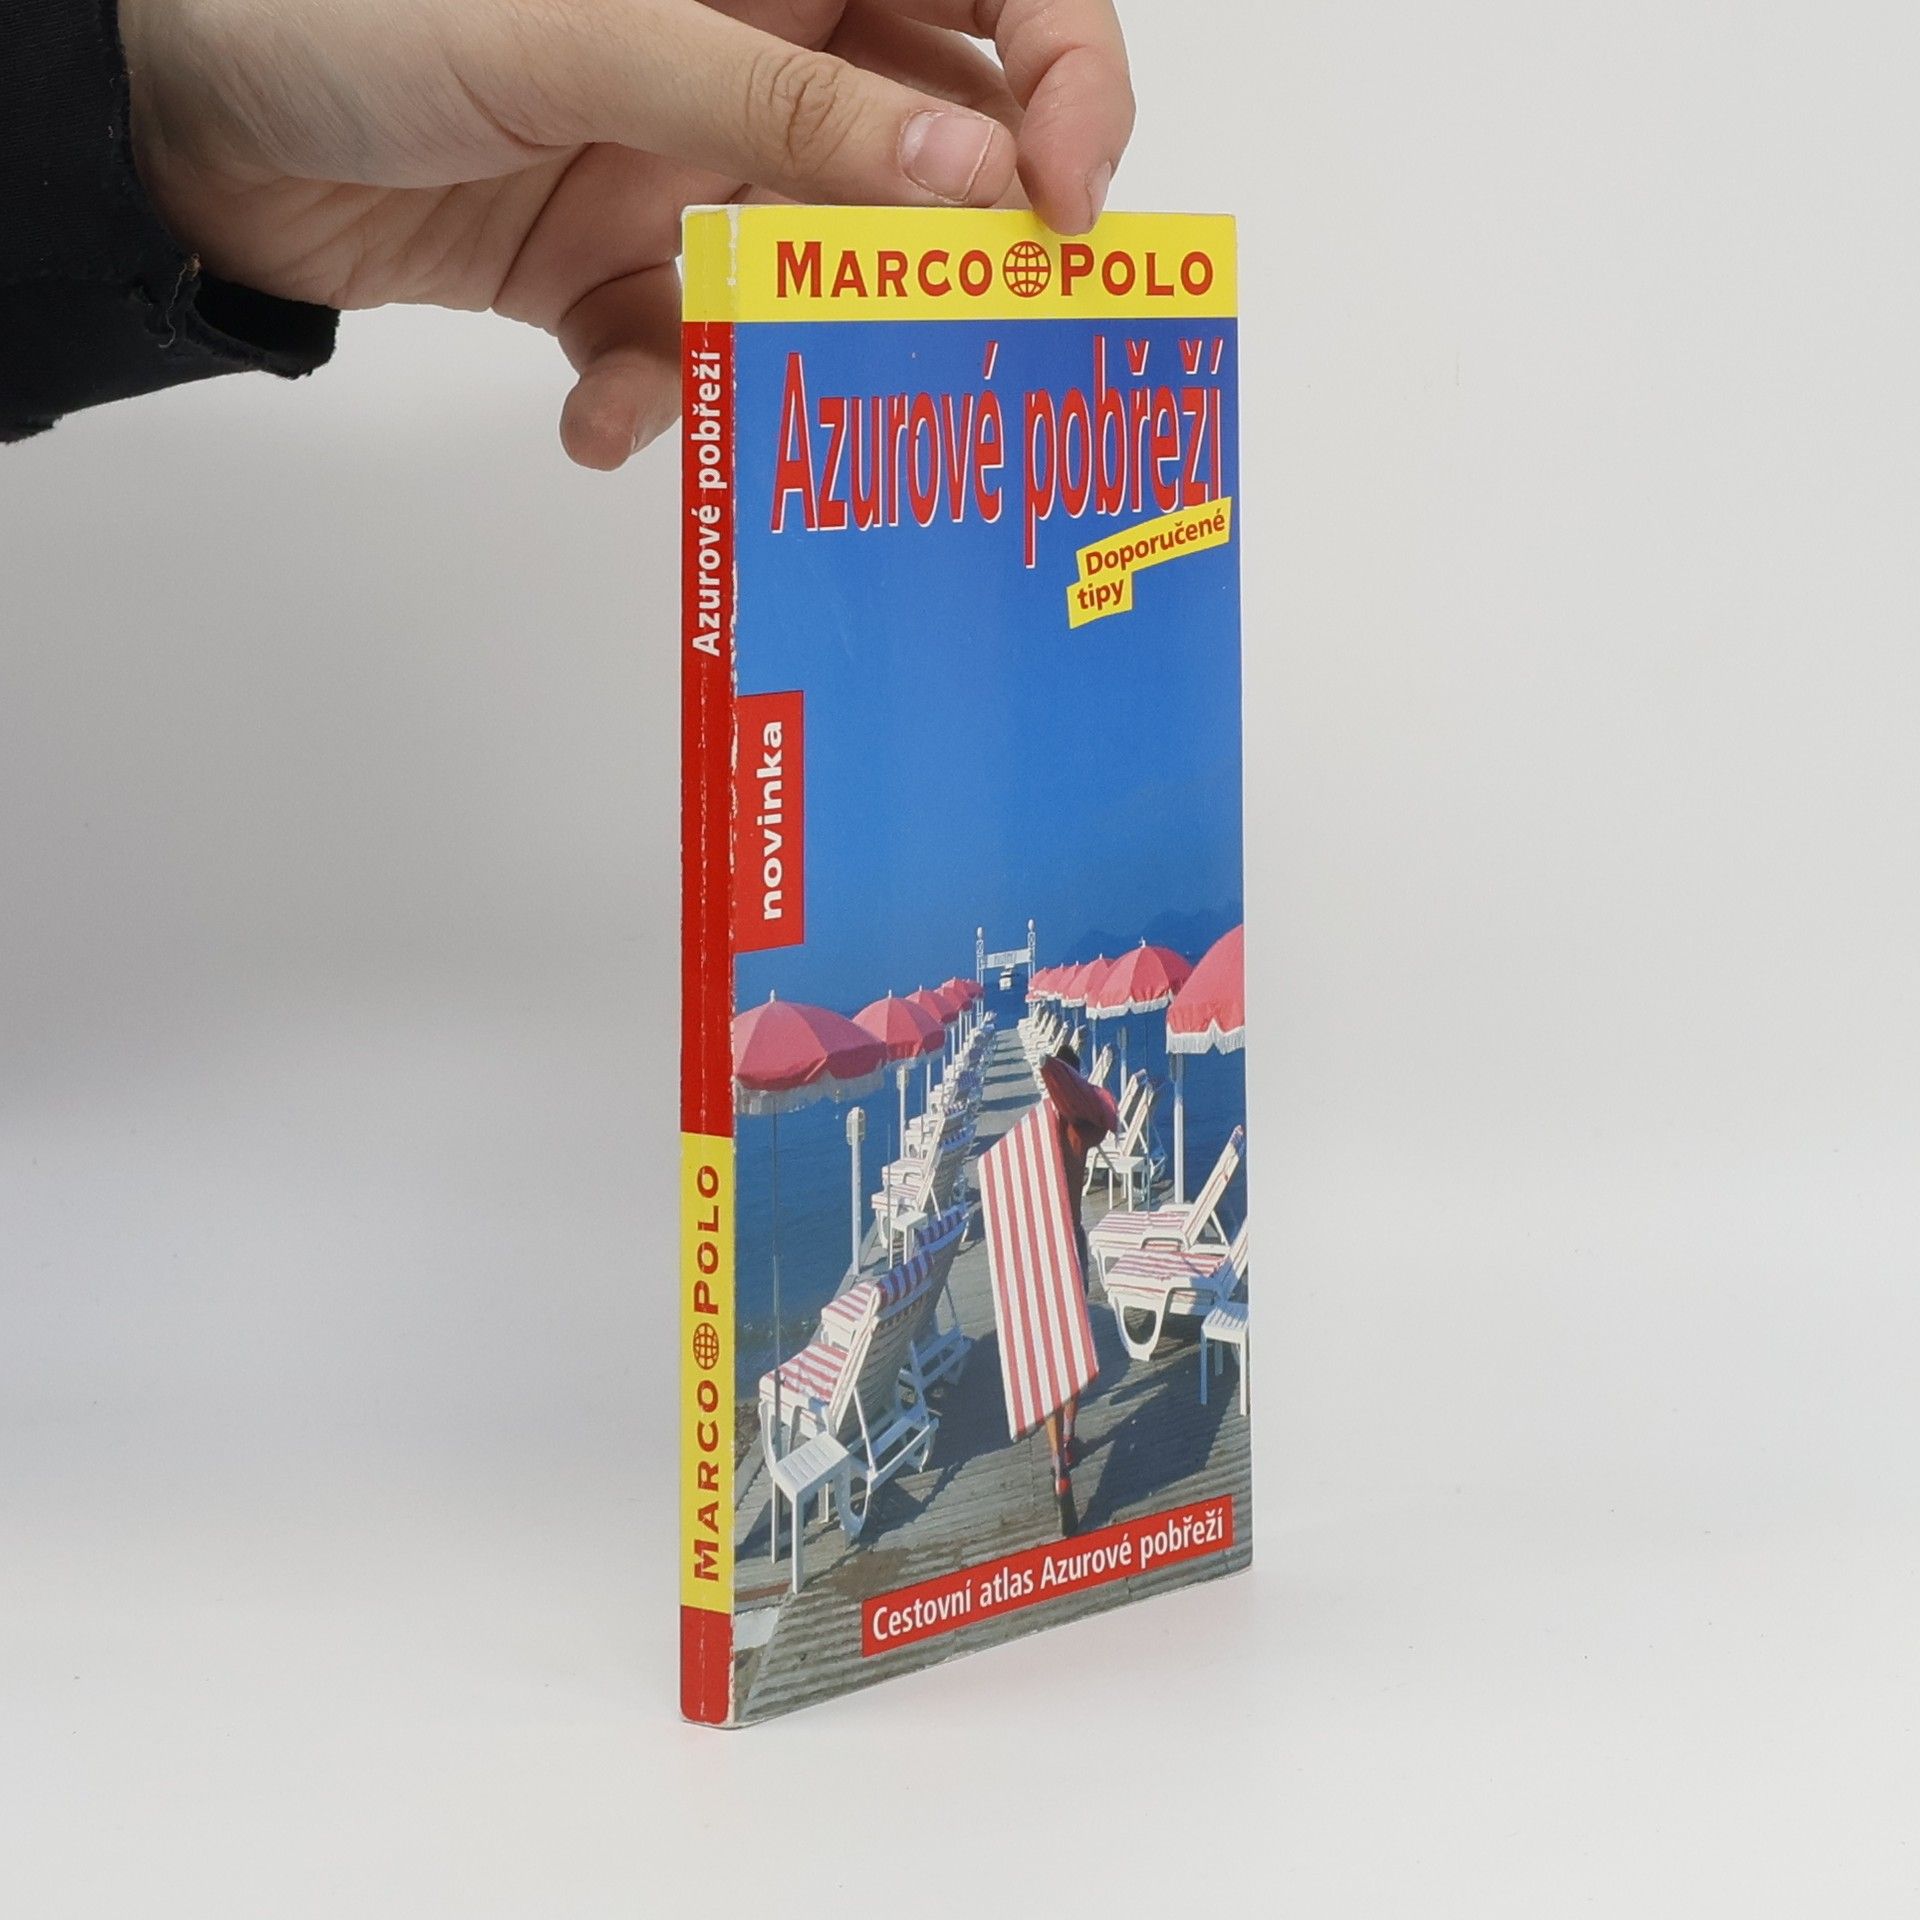 MARCO POLO
Azurové pobřeží
Doporučené
tipy
novinka
Cestovní atlas Azurové pobřeží
Azurové pobřeží
MARCO POLO